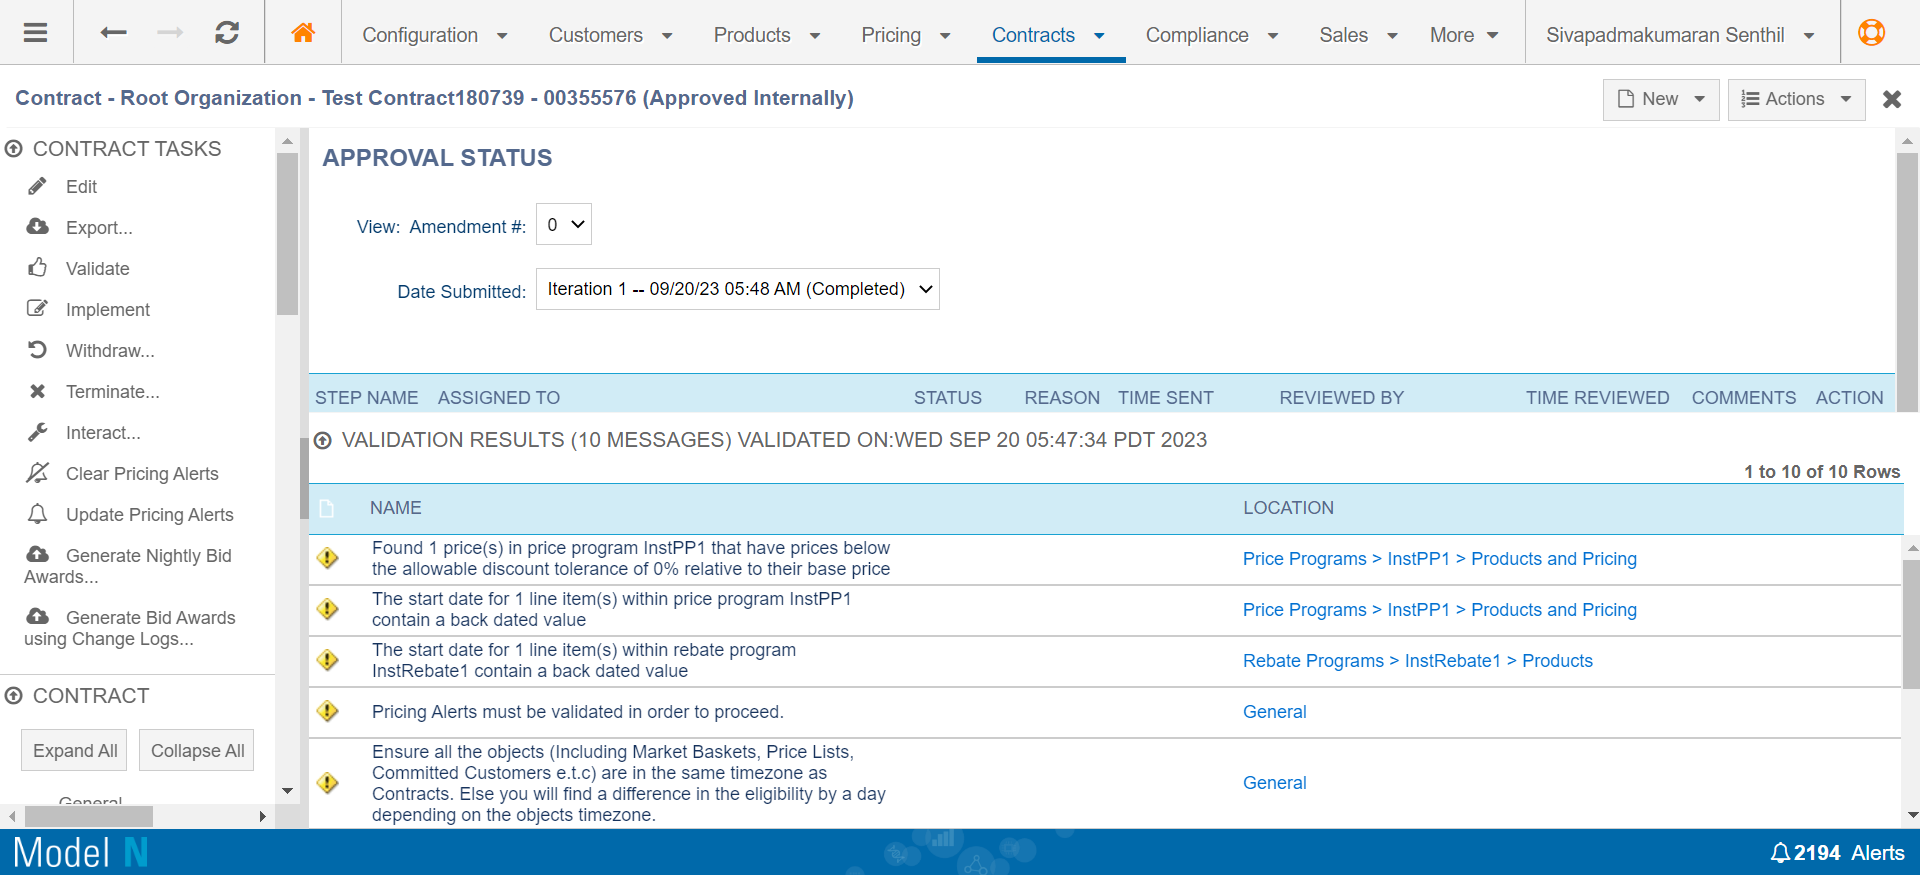 Configuration
Customers
Products
Pricing
Contracts
Compliance
Sales
More
Sivapadmakumaran Senthil
Contract - Root Organization - Test Contract180739 - 00355576 (Approved Internally)
New
Actions
CONTRACT TASKS
Edit
Export...
Validate
Implement
Withdraw...
Terminate...
Interact...
Clear Pricing Alerts
Update Pricing Alerts
Generate Nightly Bid
Awards...
Generate Bid Awards
using Change Logs...
CONTRACT
Expand All
Collapse All
General
APPROVAL STATUS
View: Amendment #: 0
Date Submitted: Iteration 1 -- 09/20/23 05:48 AM (Completed)
STEP NAME ASSIGNED TO STATUS REASON TIME SENT REVIEWED BY TIME REVIEWED COMMENTS ACTION
VALIDATION RESULTS (10 MESSAGES) VALIDATED ON:WED SEP 20 05:47:34 PDT 2023
1 to 10 of 10 Rows
NAME LOCATION
Found 1 price(s) in price program InstPP1 that have prices below
the allowable discount tolerance of 0% relative to their base price
Price Programs > InstPP1 > Products and Pricing
The start date for 1 line item(s) within price program InstPP1
contain a back dated value
Price Programs > InstPP1 > Products and Pricing
The start date for 1 line item(s) within rebate program
InstRebate1 contain a back dated value
Rebate Programs > InstRebate1 > Products
Pricing Alerts must be validated in order to proceed.
General
Ensure all the objects (Including Market Baskets, Price Lists,
Committed Customers e.t.c) are in the same timezone as
Contracts. Else you will find a difference in the eligibility by a day
depending on the objects timezone.
General
Model N
2194 Alerts